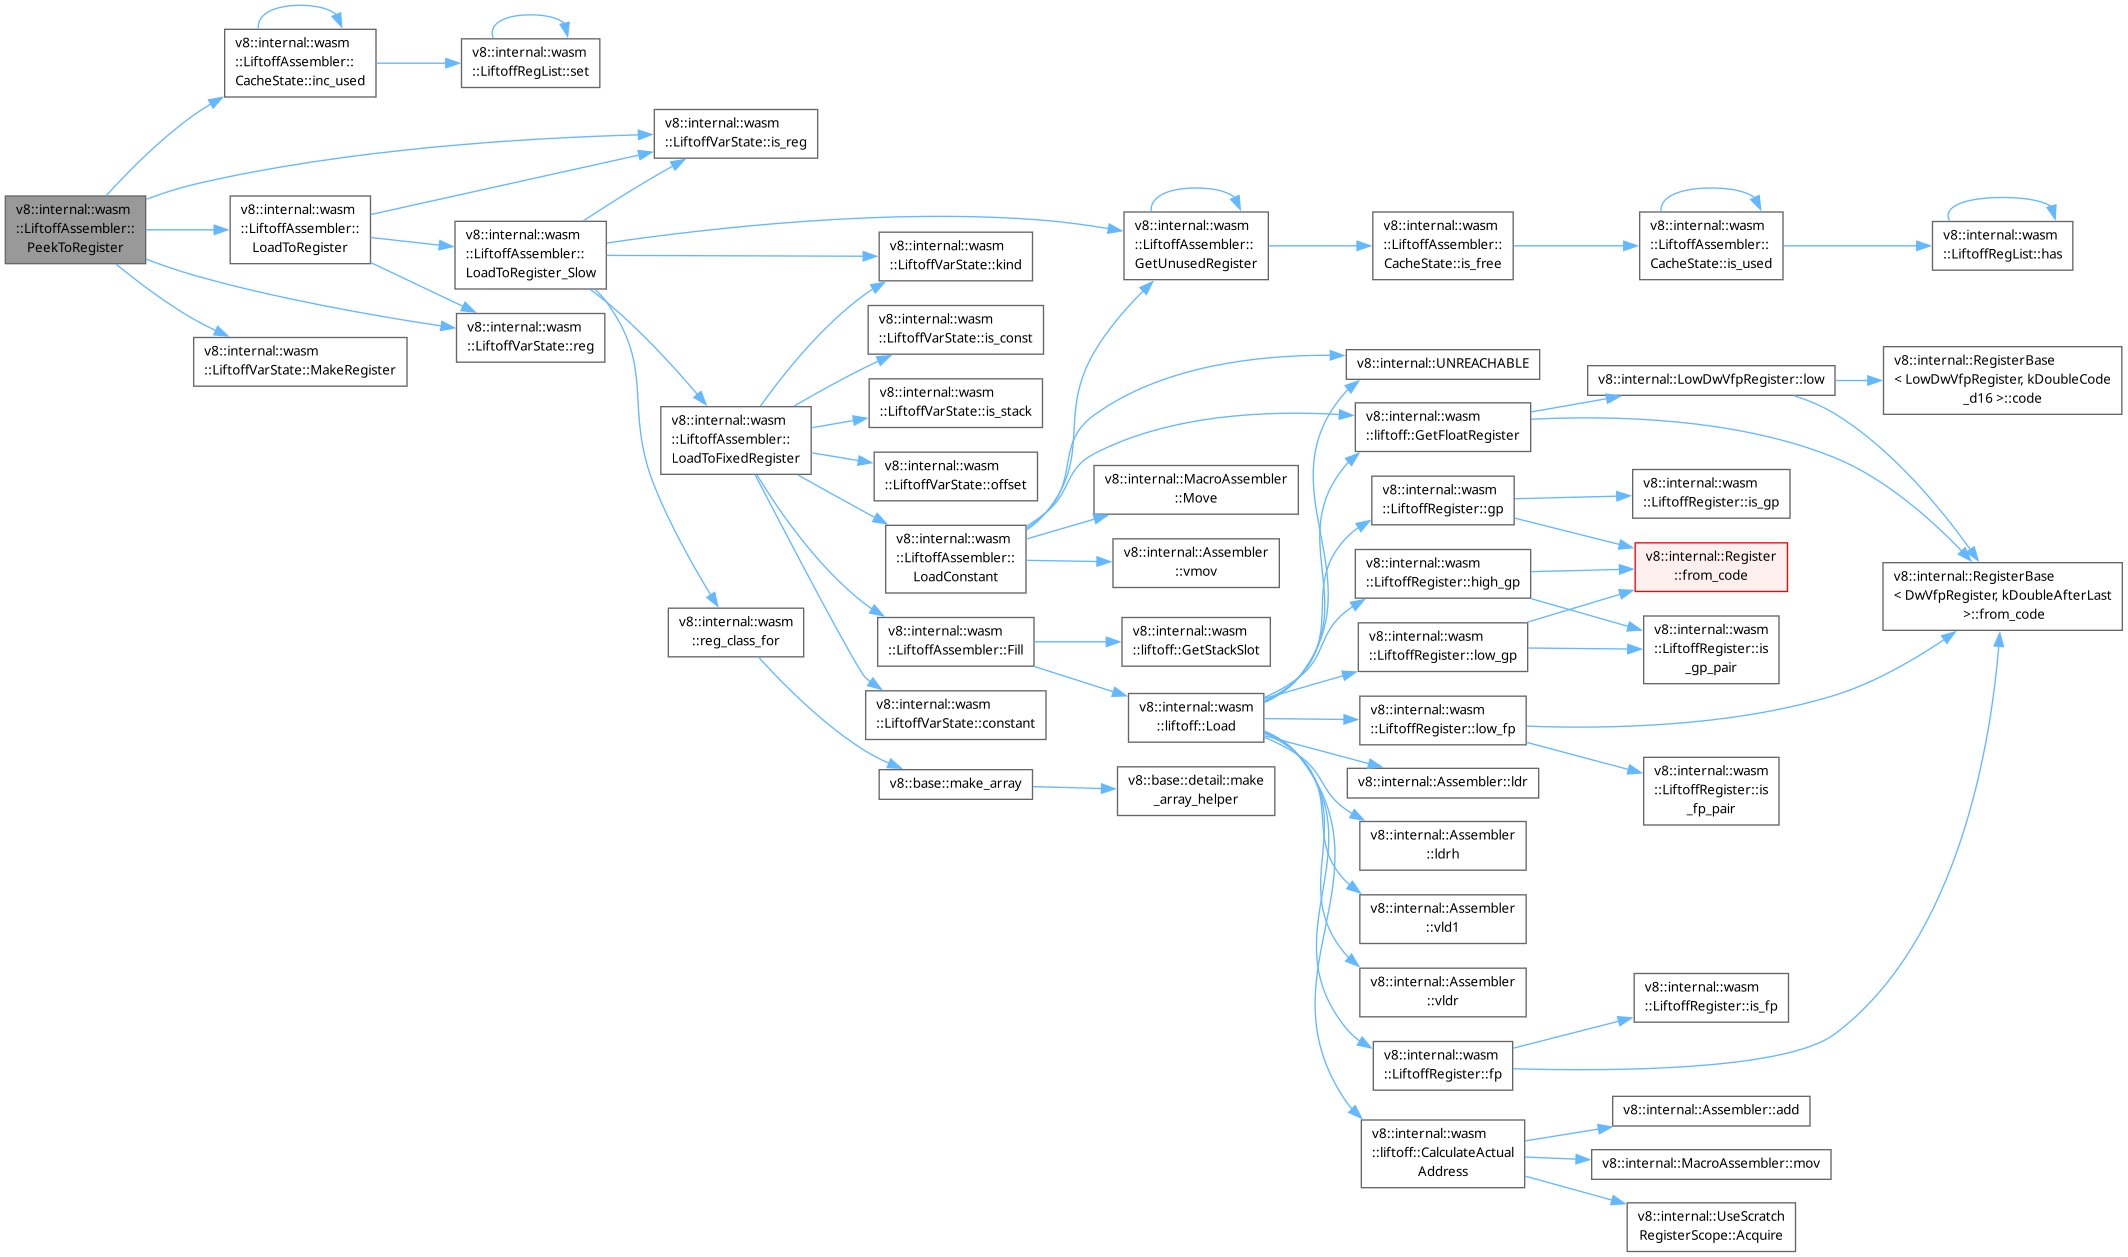 v8::internal::wasm
::LiftoffAssembler::
PeekToRegister
v8::internal::wasm
::LiftoffAssembler::
CacheState::inc_used
v8::internal::wasm
::LiftoffRegList::set
v8::internal::wasm
::LiftoffVarState::is_reg
v8::internal::wasm
::LiftoffAssembler::
LoadToRegister
v8::internal::wasm
::LiftoffAssembler::
LoadToRegister_Slow
v8::internal::wasm
::LiftoffVarState::reg
v8::internal::wasm
::LiftoffVarState::MakeRegister
v8::internal::wasm
::LiftoffAssembler::
GetUnusedRegister
v8::internal::wasm
::LiftoffAssembler::
CacheState::is_free
v8::internal::wasm
::LiftoffAssembler::
CacheState::is_used
v8::internal::wasm
::LiftoffRegList::has
v8::internal::wasm
::LiftoffVarState::kind
v8::internal::wasm
::LiftoffVarState::is_const
v8::internal::wasm
::LiftoffVarState::is_stack
v8::internal::wasm
::LiftoffAssembler::
LoadToFixedRegister
v8::internal::wasm
::LiftoffVarState::offset
v8::internal::wasm
::LiftoffAssembler::
LoadConstant
v8::internal::wasm
::LiftoffAssembler::Fill
v8::internal::wasm
::LiftoffVarState::constant
v8::internal::wasm
::reg_class_for
v8::base::make_array
v8::base::detail::make
_array_helper
v8::internal::MacroAssembler
::Move
v8::internal::Assembler
::vmov
v8::internal::wasm
::liftoff::GetStackSlot
v8::internal::wasm
::liftoff::Load
v8::internal::UNREACHABLE
v8::internal::wasm
::liftoff::GetFloatRegister
v8::internal::LowDwVfpRegister::low
v8::internal::RegisterBase
< LowDwVfpRegister, kDoubleCode
_d16 >::code
v8::internal::wasm
::LiftoffRegister::gp
v8::internal::wasm
::LiftoffRegister::is_gp
v8::internal::wasm
::LiftoffRegister::high_gp
v8::internal::Register
::from_code
v8::internal::RegisterBase
< DwVfpRegister, kDoubleAfterLast
>::from_code
v8::internal::wasm
::LiftoffRegister::low_gp
v8::internal::wasm
::LiftoffRegister::is
_gp_pair
v8::internal::wasm
::LiftoffRegister::low_fp
v8::internal::wasm
::LiftoffRegister::is
_fp_pair
v8::internal::Assembler::ldr
v8::internal::Assembler
::ldrh
v8::internal::Assembler
::vld1
v8::internal::Assembler
::vldr
v8::internal::wasm
::LiftoffRegister::fp
v8::internal::wasm
::LiftoffRegister::is_fp
v8::internal::wasm
::liftoff::CalculateActual
Address
v8::internal::Assembler::add
v8::internal::MacroAssembler::mov
v8::internal::UseScratch
RegisterScope::Acquire